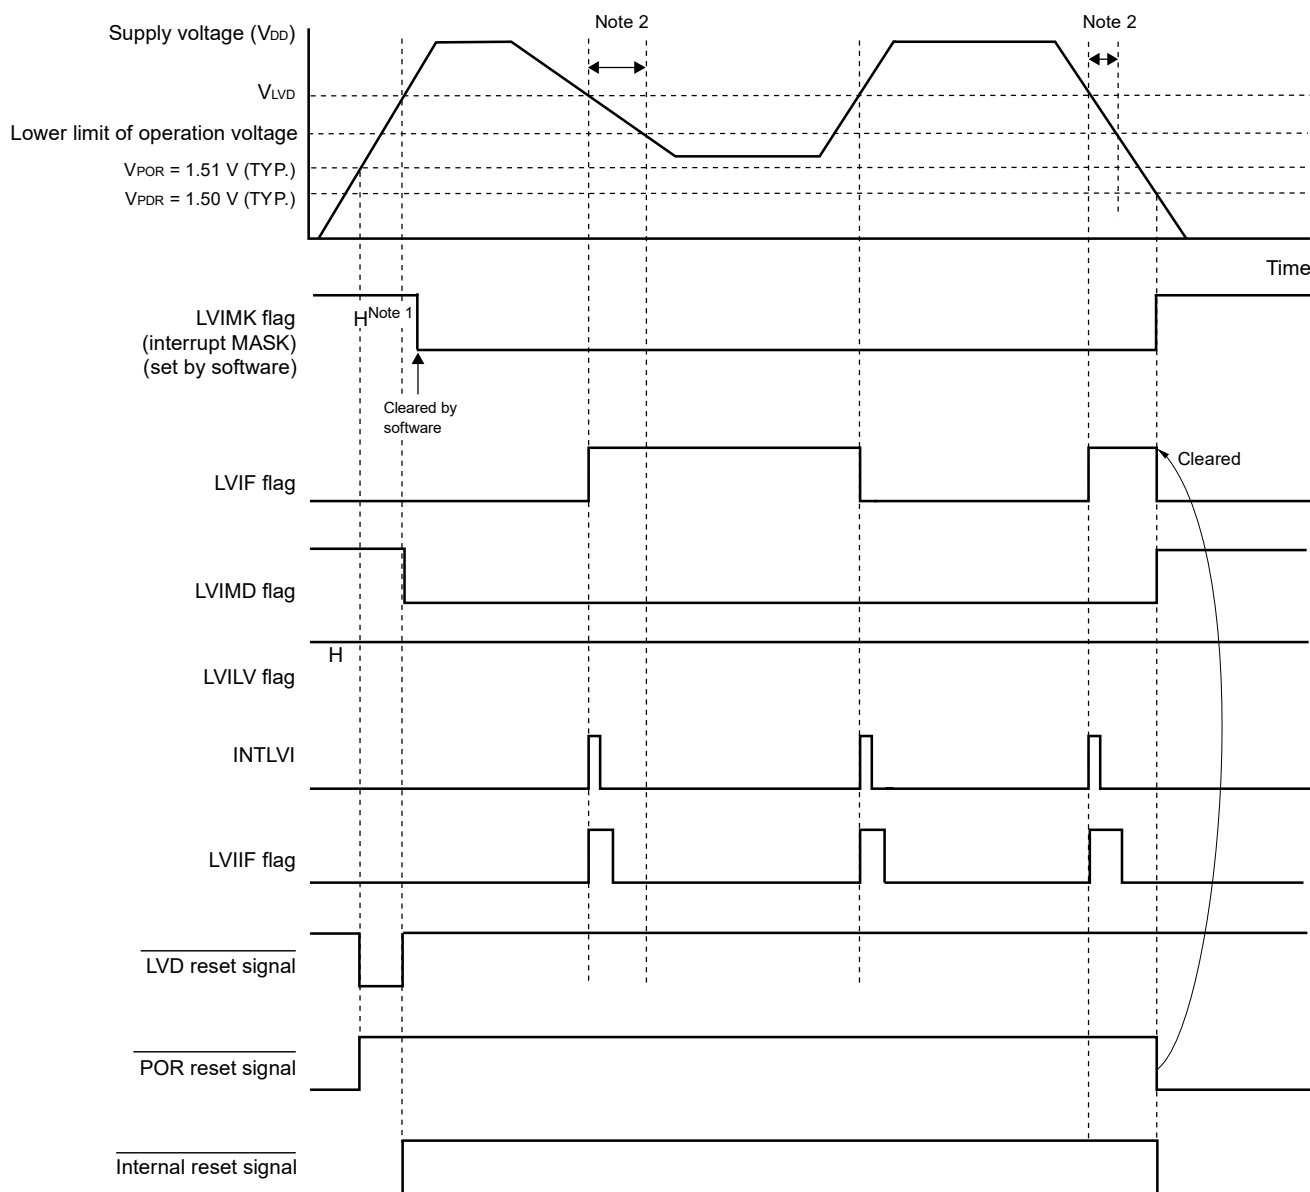 Note 2
Note 2
Supply voltage (VDD)
VLVD
Lower limit of operation voltage
VPOR = 1.51 V (TYP.)
VPDR = 1.50 V (TYP.)
Time
LVIMK flag
(interrupt MASK)
(set by software)
H Note 1
Cleared by
software
LVIF flag
Cleared
LVIMD flag
H
LVILV flag
INTLVI
LVIIF flag
LVD reset signal
POR reset signal
Internal reset signal